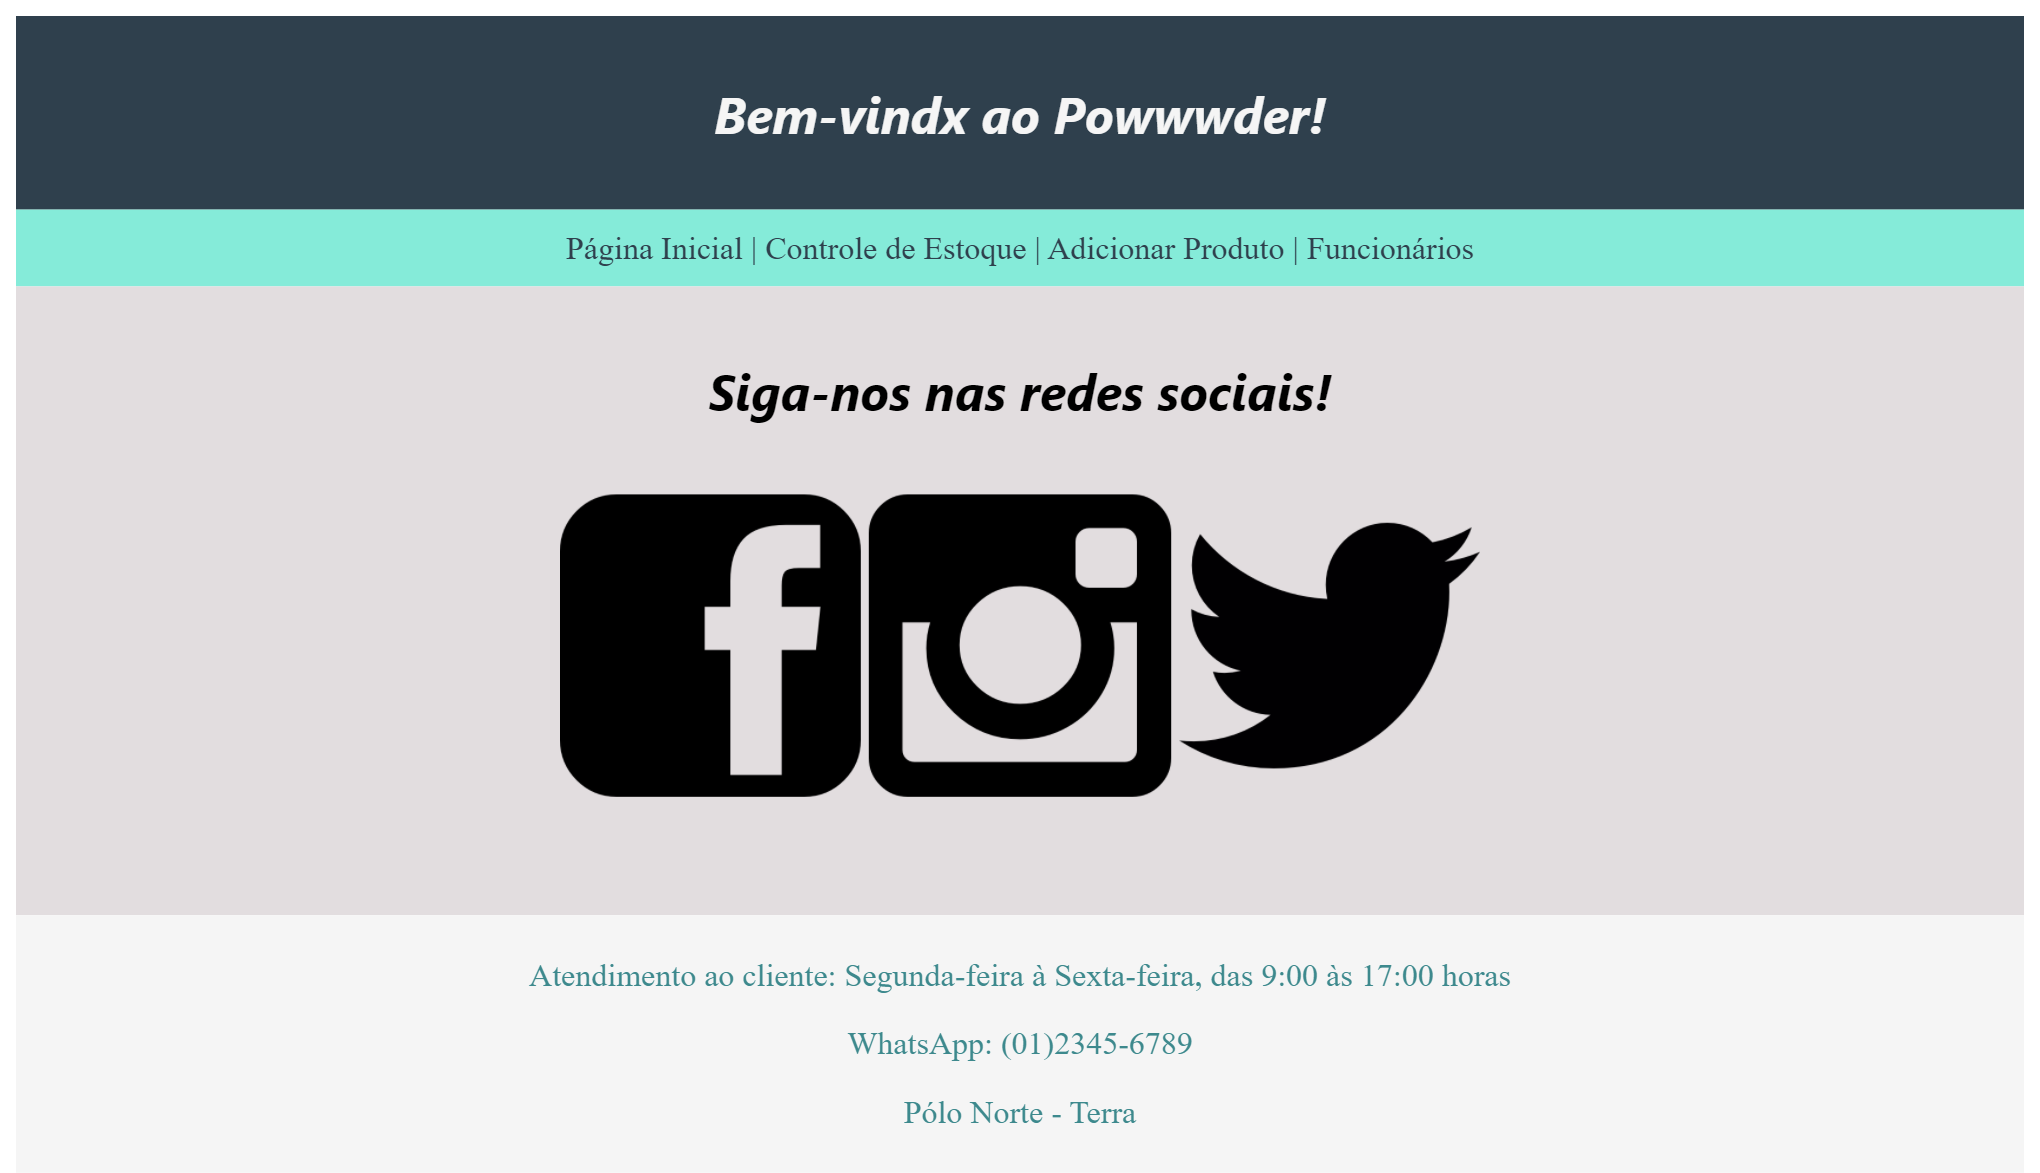 Bem-vindx ao Powwwder!
Página Inicial | Controle de Estoque | Adicionar Produto | Funcionários
Siga-nos nas redes sociais!
f
Atendimento ao cliente: Segunda-feira à Sexta-feira, das 9:00 às 17:00 horas
WhatsApp: (01)2345-6789
Pólo Norte - Terra